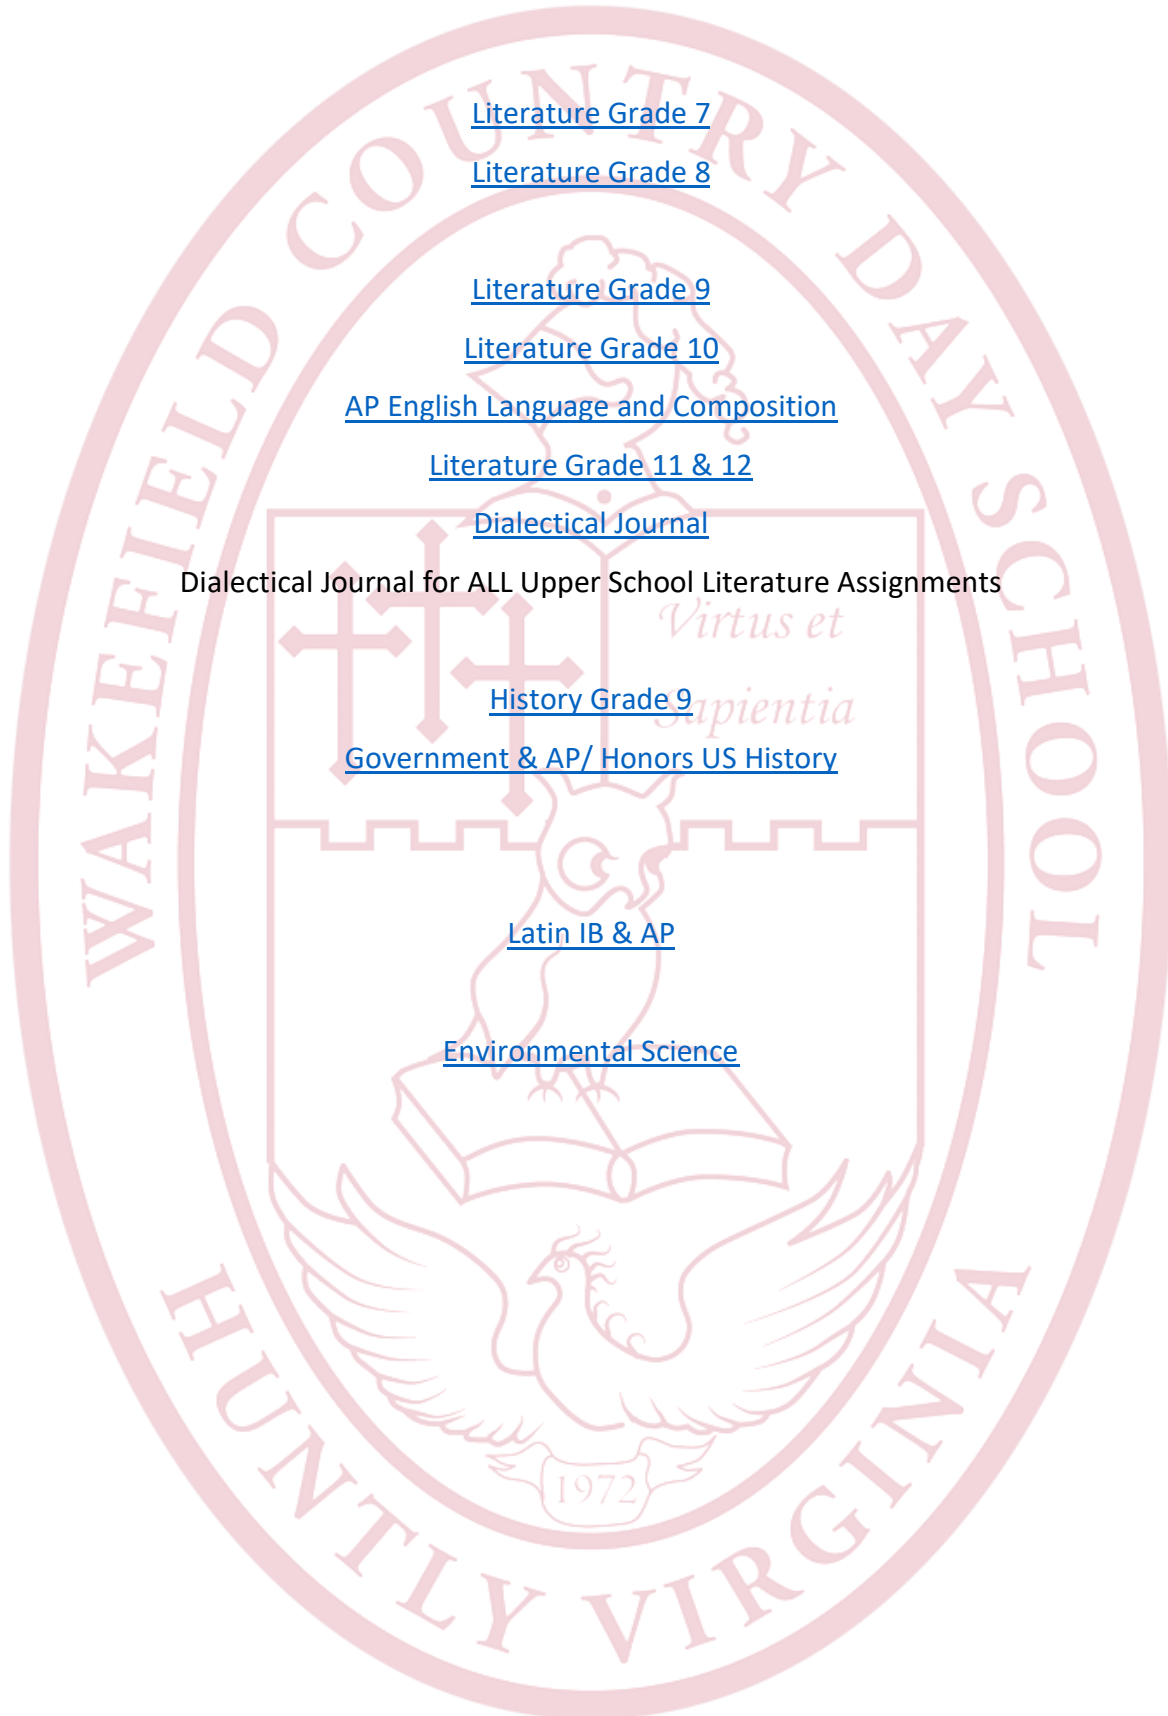 WAKEFIELD COUNTRY DAY SCHOOL
Literature Grade 7
Literature Grade 8
Literature Grade 9
Literature Grade 10
AP English Language and Composition
Literature Grade 11 & 12
Dialectical Journal
Dialectical Journal for ALL Upper School Literature Assignments
Virtus et
Sapientia
History Grade 9
Government & AP/ Honors US History
Latin IB & AP
Environmental Science
1972
HUNTLY VIRGINIA